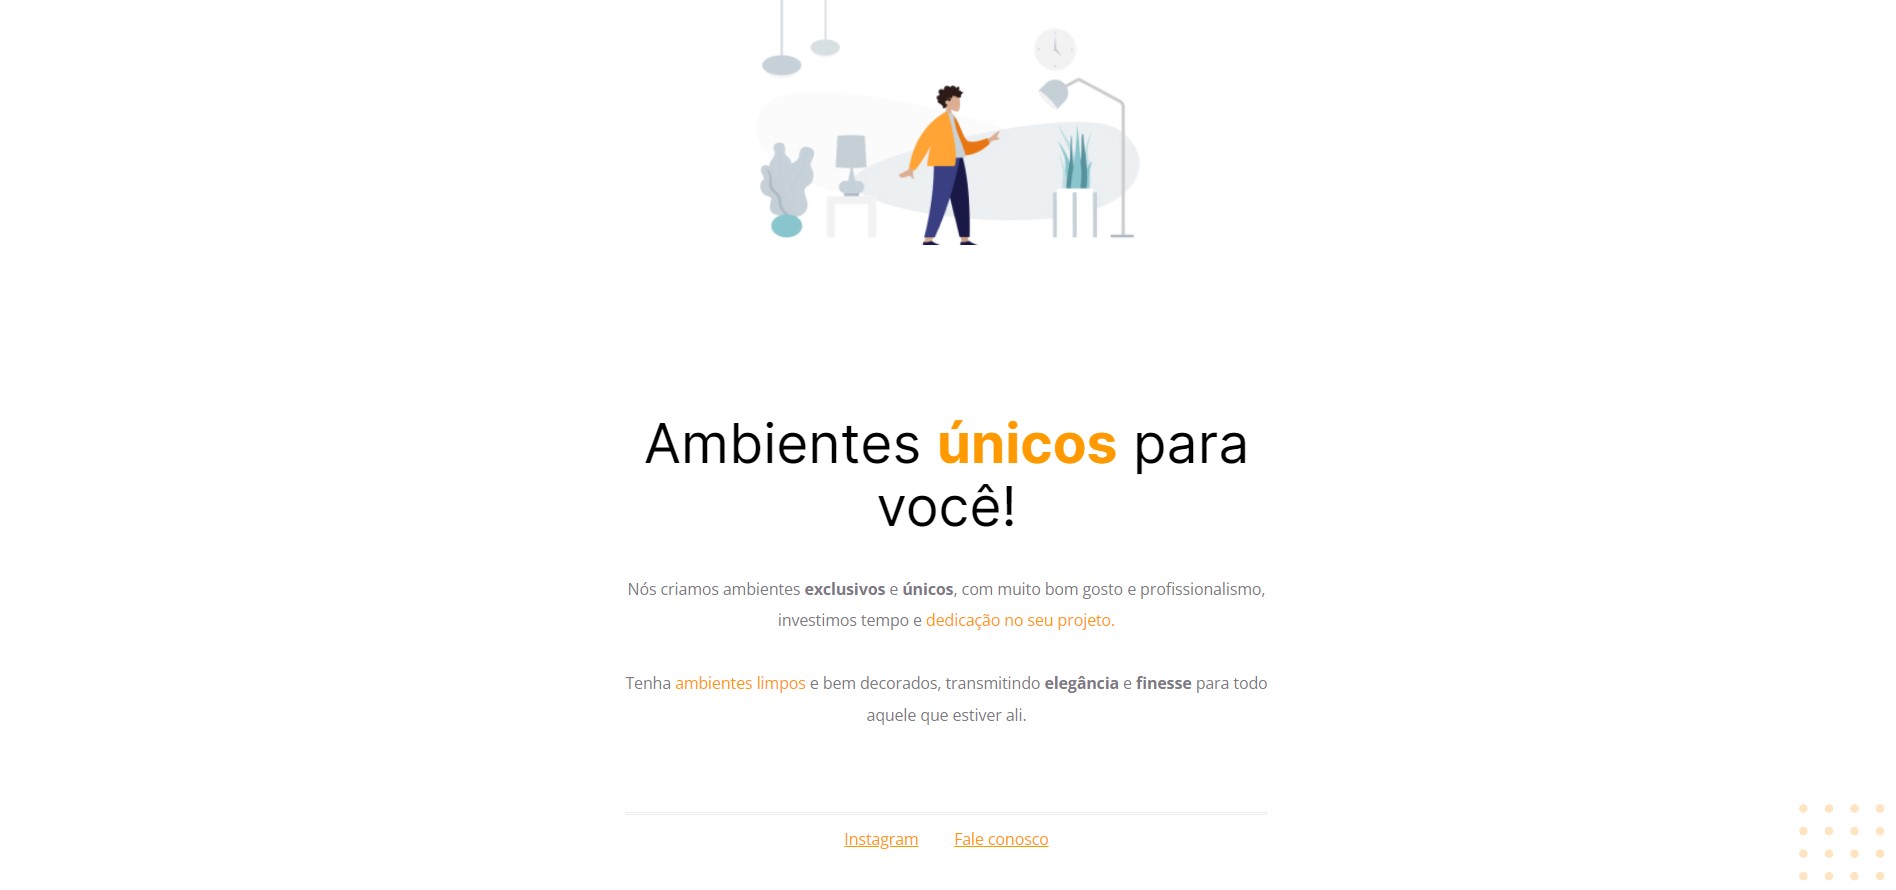 Ambientes únicos para
você!
Nós criamos ambientes exclusivos e únicos, com muito bom gosto e profissionalismo,
investimos tempo e dedicação no seu projeto.
Tenha ambientes limpos e bem decorados, transmitindo elegância e finesse para todo
aquele que estiver ali.
Instagram Fale conosco